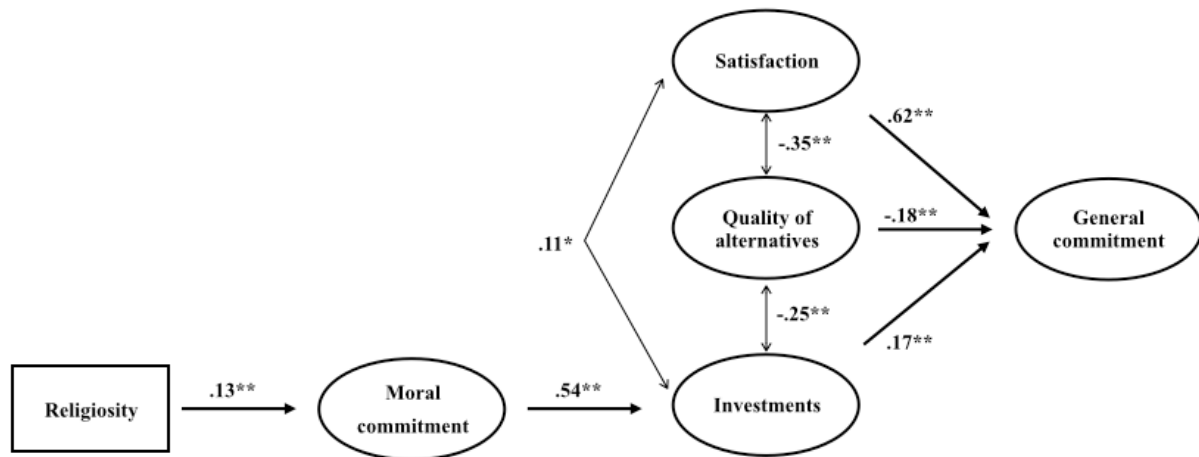 Satisfaction
.62**
-.35**
Quality of
alternatives
-.18**
General
commitment
.11*
-.25**
.17**
Religiosity
.13**
Moral
commitment
.54**
Investments